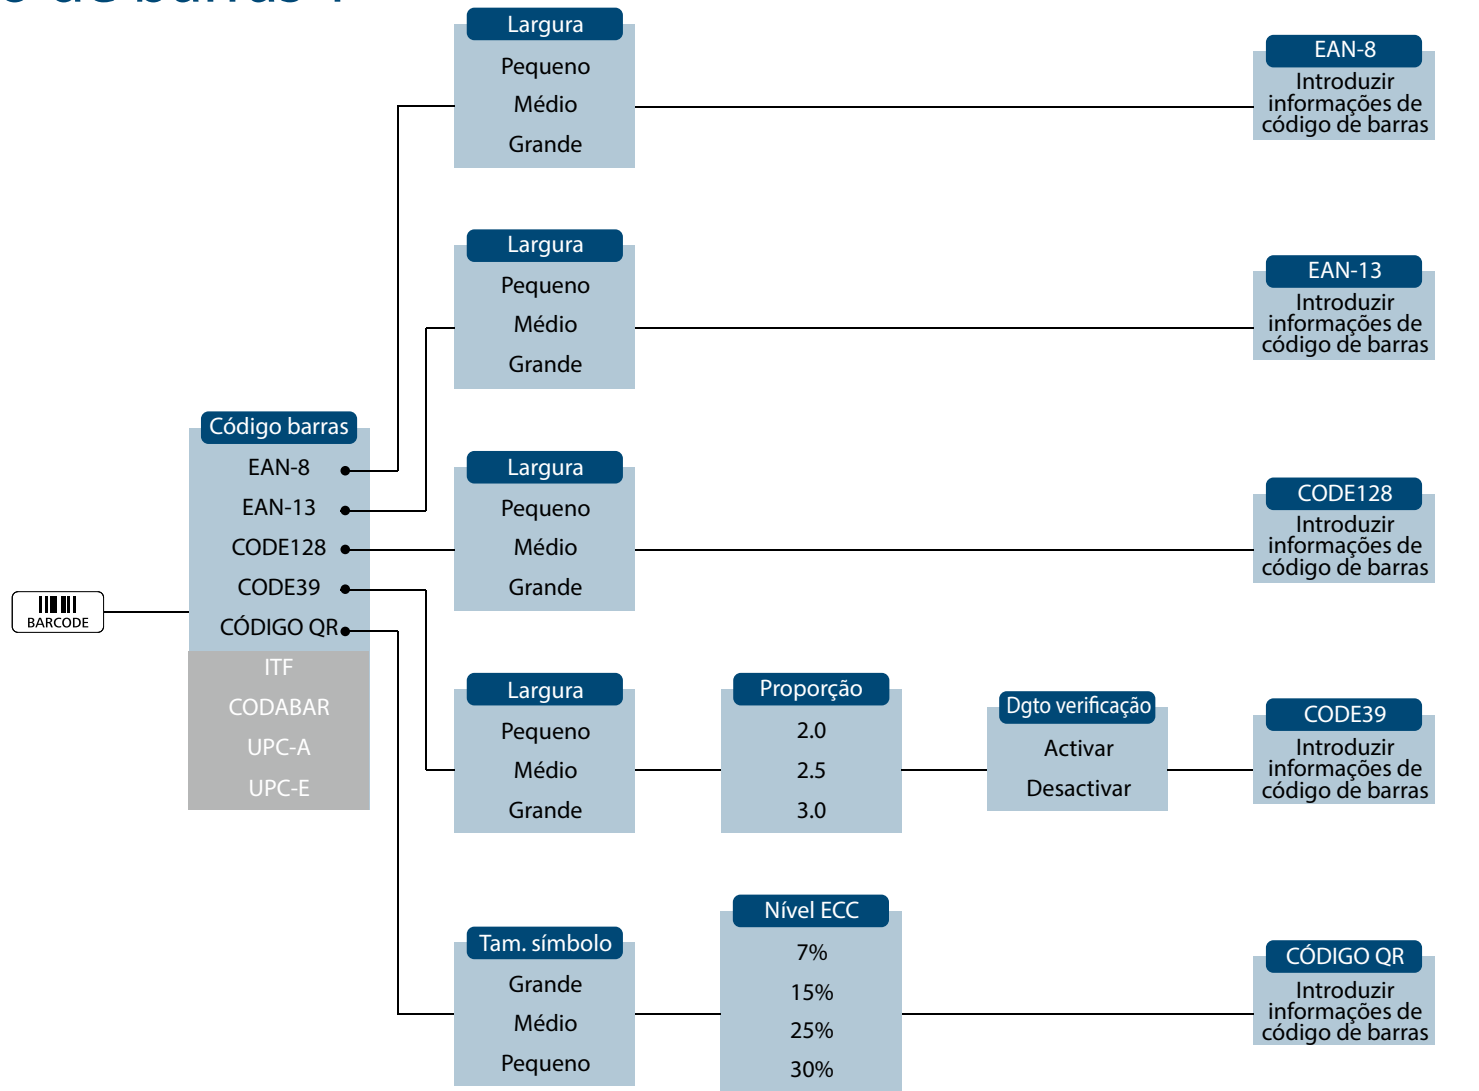 de barras
Largura
Pequeno
Médio
Grande
EAN-8
Introduzir
informações de
código de barras
Largura
Pequeno
Médio
Grande
EAN-13
Introduzir
informações de
código de barras
Código barras
EAN-8
EAN-13
CODE128
CODE39
CÓDIGO QR
ITF
CODABAR
UPC-A
UPC-E
BARCODE
Largura
Pequeno
Médio
Grande
CODE128
Introduzir
informações de
código de barras
Largura
Pequeno
Médio
Grande
Proporção
2.0
2.5
3.0
Dgto verificação
Activar
Desactivar
CODE39
Introduzir
informações de
código de barras
Tam. símbolo
Grande
Médio
Pequeno
Nível ECC
7%
15%
25%
30%
CÓDIGO QR
Introduzir
informações de
código de barras